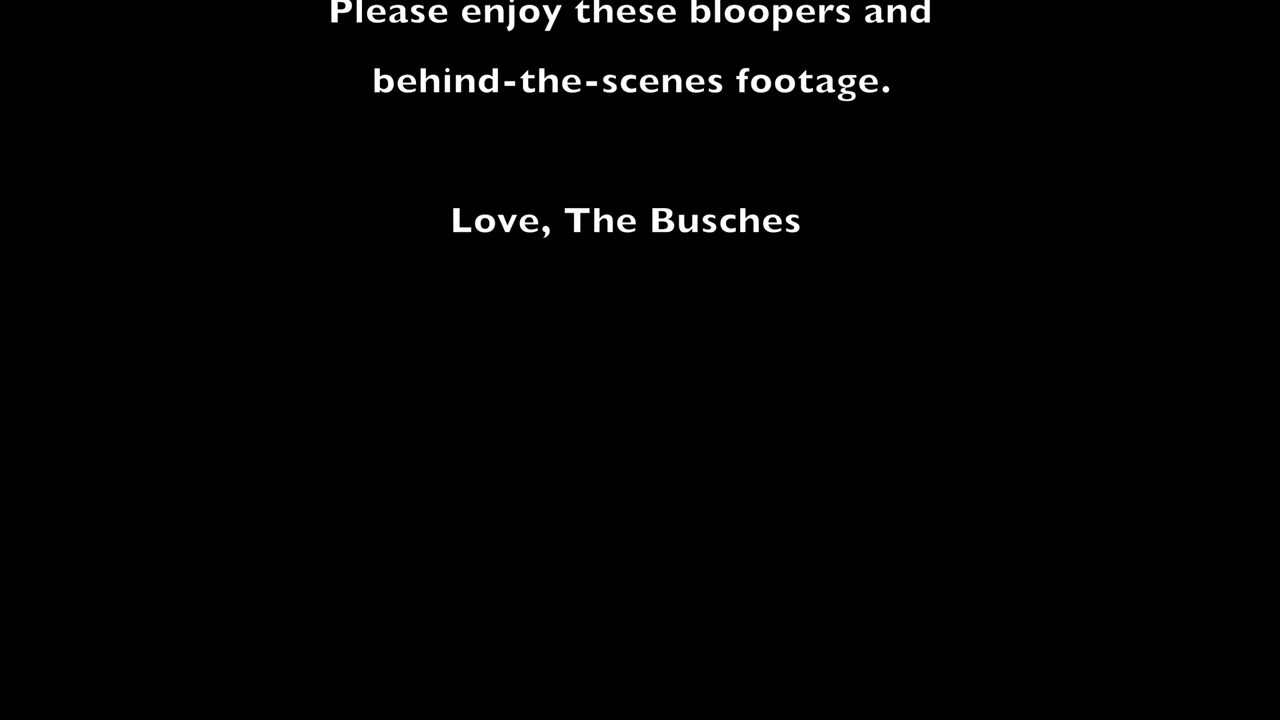 Please enjoy these bloopers and
behind-the-scenes footage.
Love, The Busches